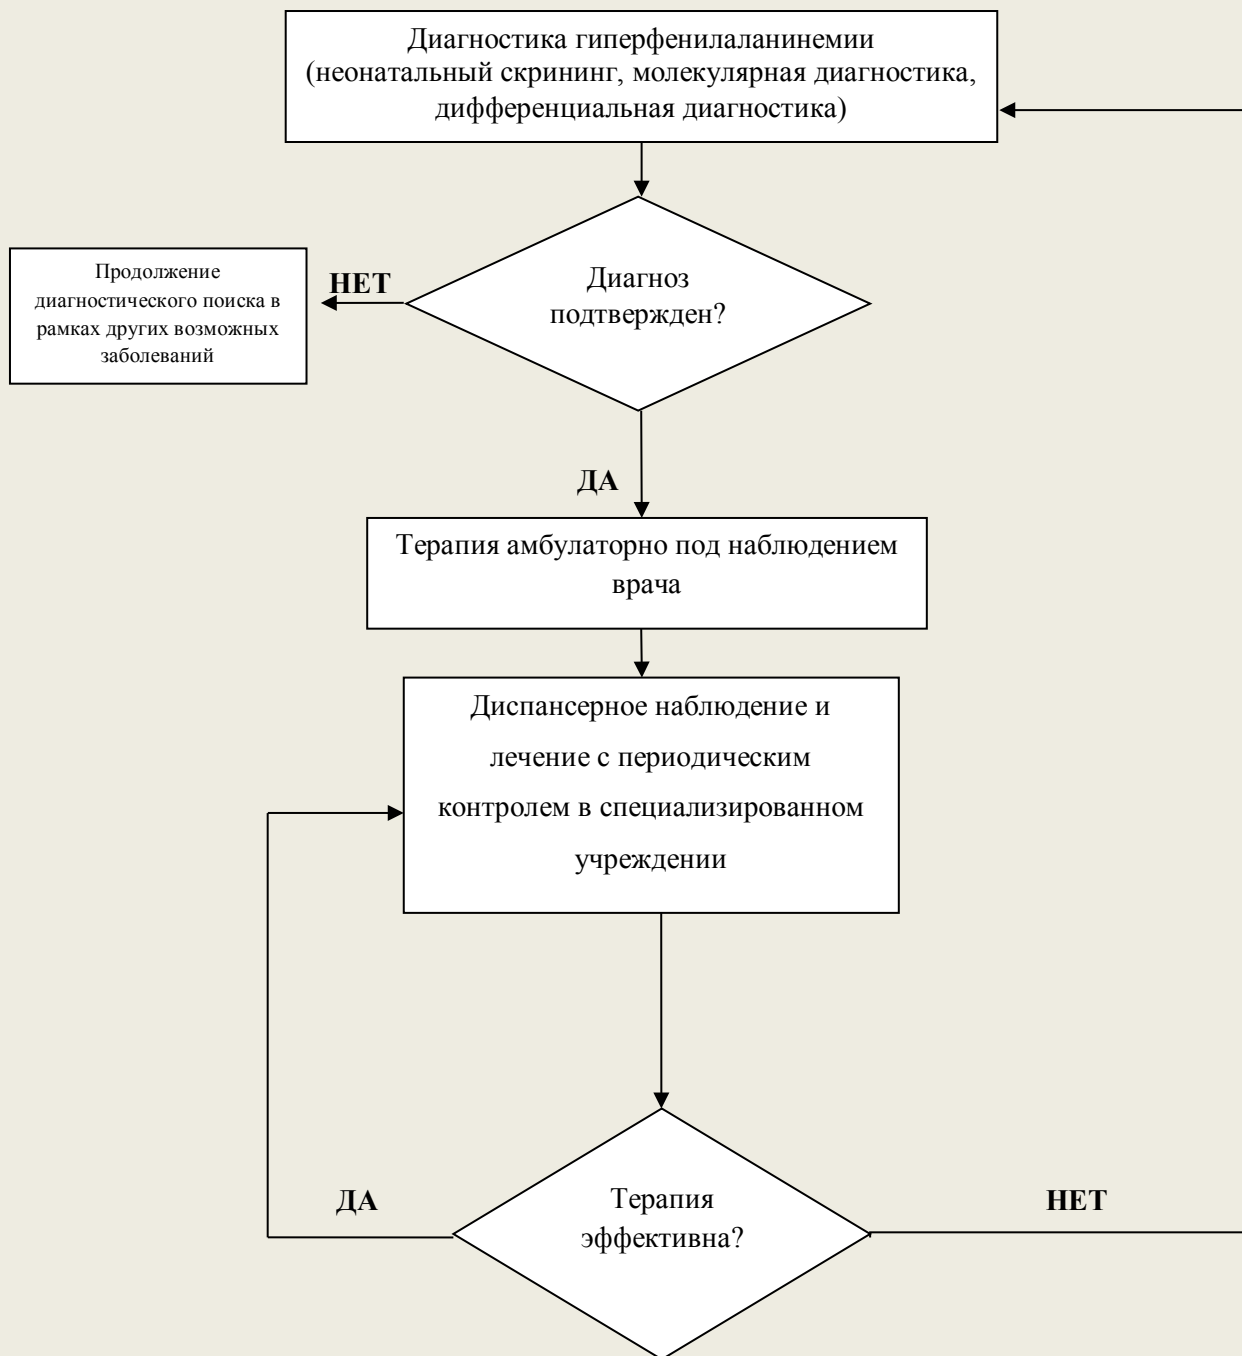 Диагностика гиперфенилаланинемии
(неонатальный скрининг, молекулярная диагностика,
дифференциальная диагностика)
Диагноз
подтвержден?
НЕТ
Продолжение
диагностического поиска в
рамках других возможных
заболеваний
ДА
Терапия амбулаторно под наблюдением
врача
Диспансерное наблюдение и
лечение с периодическим
контролем в специализированном
учреждении
ДА
Терапия
эффективна?
НЕТ